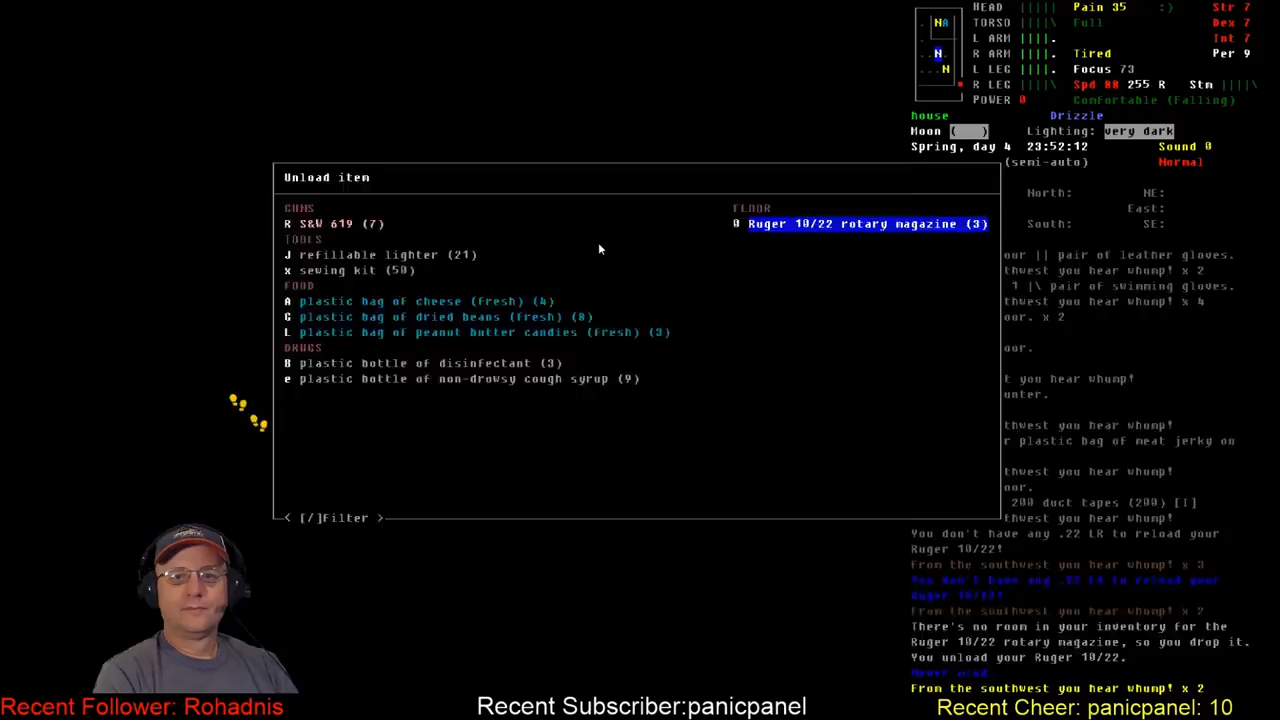 HEAD ||||| Pain 35 :) Str 7
TORSO ||||\ Full Dex 7
L ARM ||||. Int 7
R ARM ||||. Tired Per 9
L LEG ||||. Focus 73
R LEG ||||\ Spd 88 255 R Stm ||||\
POWER 0 Comfortable (Falling)
NA
N
N
house Drizzle
Moon ( ) Lighting: very dark
Spring, day 4 23:52:12 Sound 0
(semi-auto) Normal
North: NE:
East:
South: SE:
Unload item
GUNS
R S&W 619 (7)
TOOLS
J refillable lighter (21)
x sewing kit (50)
FOOD
A plastic bag of cheese (fresh) (4)
G plastic bag of dried beans (fresh) (8)
L plastic bag of peanut butter candies (fresh) (3)
DRUGS
B plastic bottle of disinfectant (3)
e plastic bottle of non-drowsy cough syrup (9)
FLOOR
0 Ruger 10/22 rotary magazine (3)
< [/]Filter >
our || pair of leather gloves.
thwest you hear whump! x 2
1 |\ pair of swimming gloves.
thwest you hear whump! x 4
oor. x 2
oor.
t you hear whump!
unter.
thwest you hear whump!
r plastic bag of meat jerky on
thwest you hear whump!
oor.
200 duct tapes (200) [!]
thwest you hear whump!
You don't have any .22 LR to reload your
Ruger 10/22!
From the southwest you hear whump! x 3
You don't have any .22 LR to reload your
Ruger 10/22!
From the southwest you hear whump! x 2
There's no room in your inventory for the
Ruger 10/22 rotary magazine, so you drop it.
You unload your Ruger 10/22.
Never mind.
From the southwest you hear whump! x 2
Recent Follower: Rohadnis
Recent Subscriber:panicpanel
Recent Cheer: panicpanel: 10